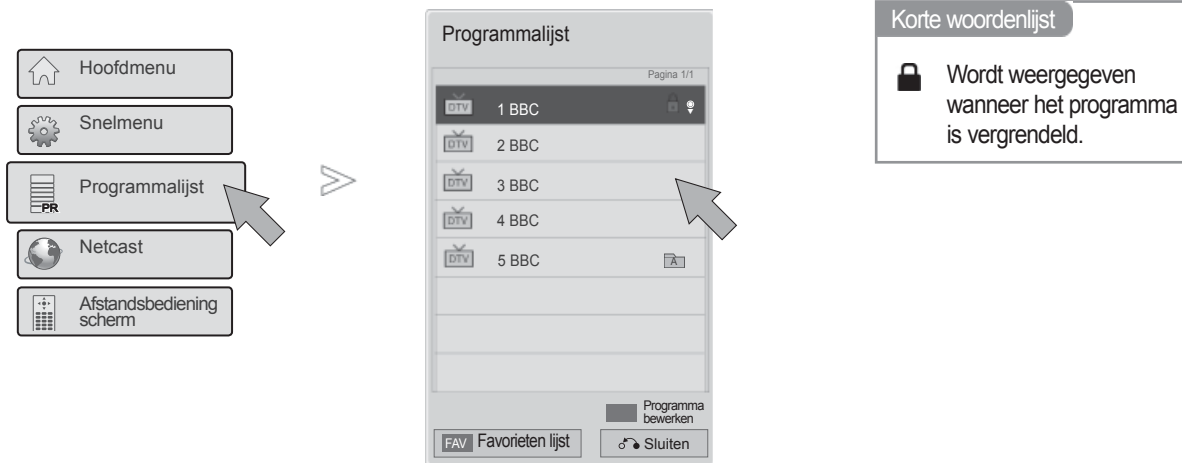 Hoofdmenu
Snelmenu
PR
Programmalijst
Netcast
Afstandsbediening
scherm
Programmalijst
Pagina 1/1
DTV 1 BBC
DTV 2 BBC
DTV 3 BBC
DTV 4 BBC
DTV 5 BBC A
Programma
bewerken
FAV Favorieten lijst
Sluiten
Korte woordenlijst
Wordt weergegeven
wanneer het programma
is vergrendeld.